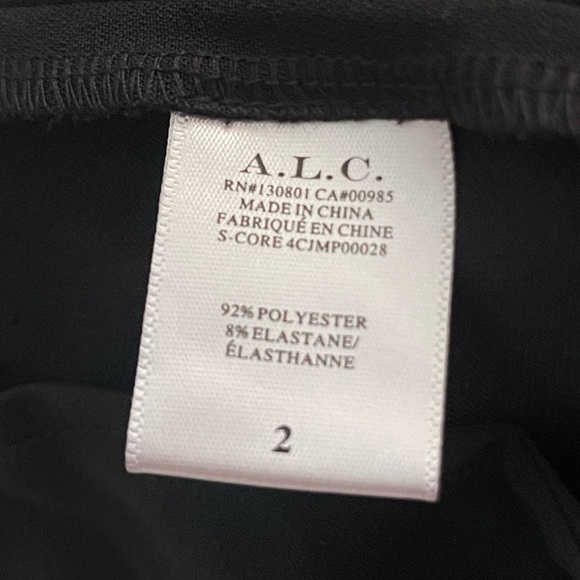 A.L.C.
RN#130801 CA#00985
MADE IN CHINA
FABRIQUÉ EN CHINE
S-CORE 4CJMP00028
92% POLYESTER
8% ELASTANE/
ÉLASTHANNE
2